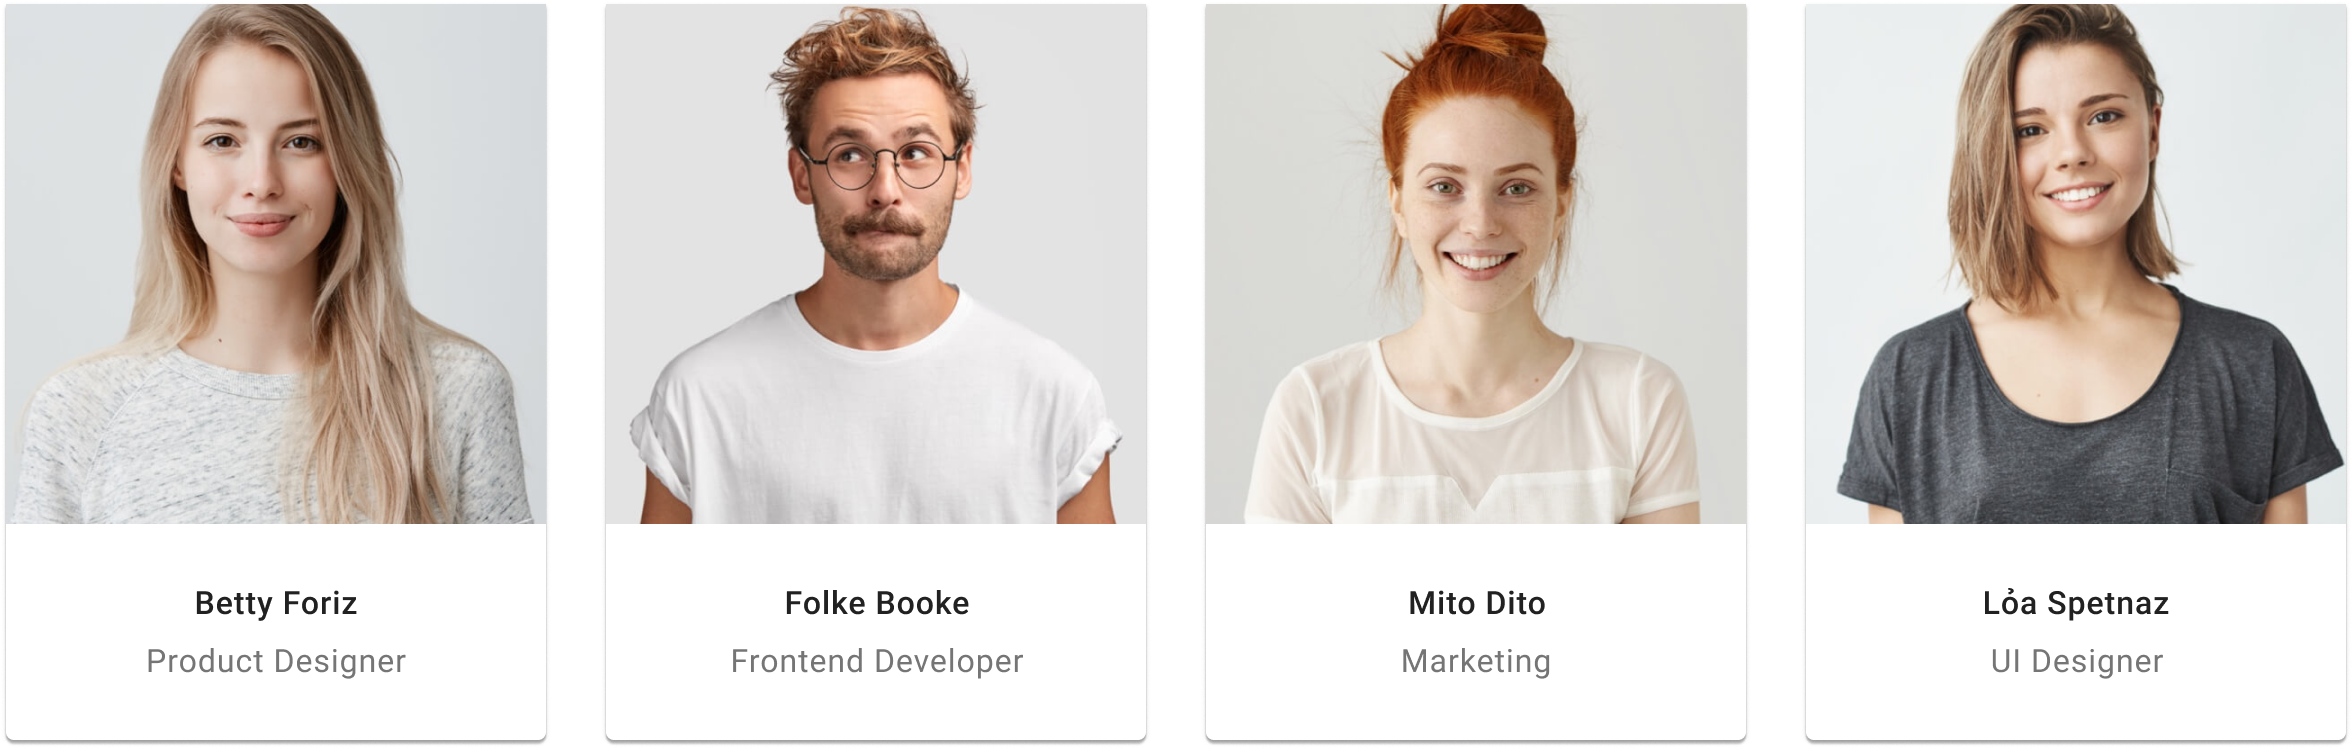 Betty Foriz
Product Designer
Folke Booke
Frontend Developer
Mito Dito
Marketing
Lỏa Spetnaz
UI Designer